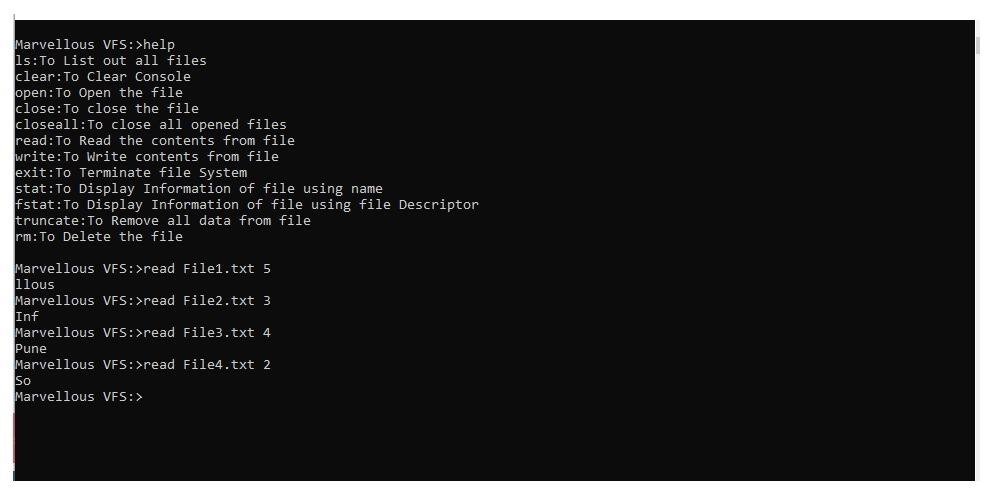 Marvellous VFS:>help
ls:To List out all files
clear:To Clear Console
open:To Open the file
close:To close the file
closeall:To close all opened files
read:To Read the contents from file
write:To Write contents from file
exit:To Terminate file System
stat:To Display Information of file using name
fstat:To Display Information of file using file Descriptor
truncate:To Remove all data from file
rm:To Delete the file
Marvellous VFS:>read File1.txt 5
llous
Marvellous VFS:>read File2.txt 3
Inf
Marvellous VFS:>read File3.txt 4
Pune
Marvellous VFS:>read File4.txt 2
So
Marvellous VFS:>